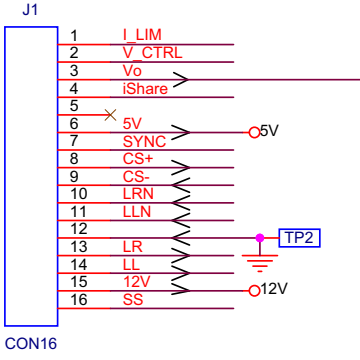 J1
1 I_LIM
2 V_CTRL
3 Vo
4 iShare
5
6 5V 5V
7 SYNC
8 CS+
9 CS-
10 LRN
11 LLN
12 TP2
13 LR
14 LL
15 12V 12V
16 SS
CON16